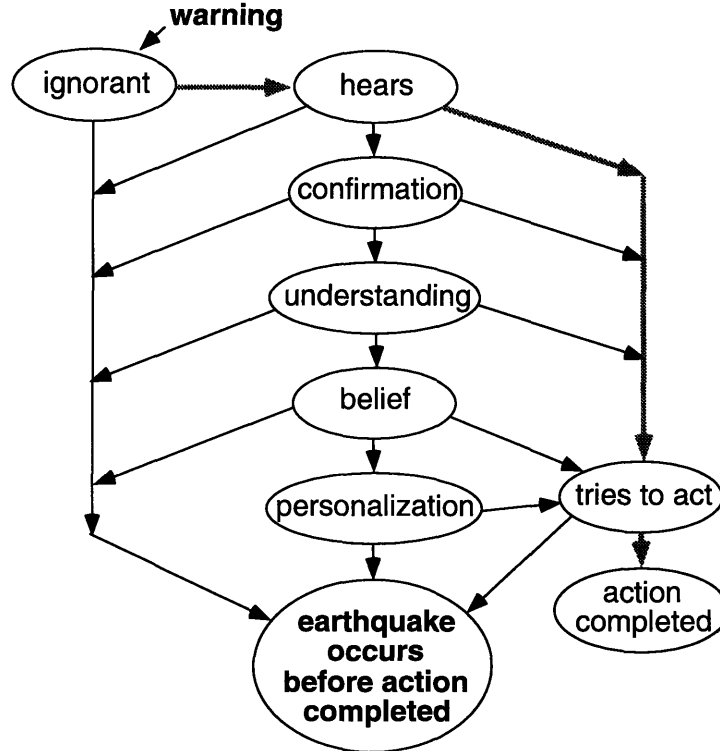 warning
ignorant
hears
confirmation
understanding
belief
personalization
tries to act
action
completed
earthquake
occurs
before action
completed